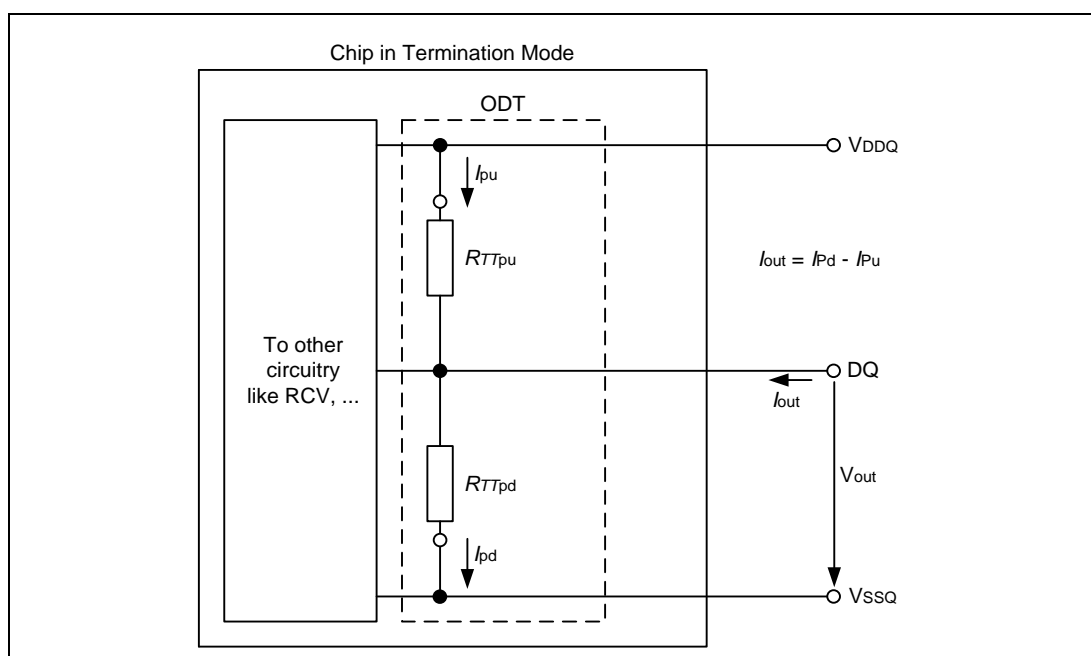 Chip in Termination Mode
ODT
VDDQ
Ipu
RTTpu
Iout = IPd - IPu
To other
circuitry
like RCV, ...
DQ
Iout
RTTpd
Vout
Ipd
VSSQ